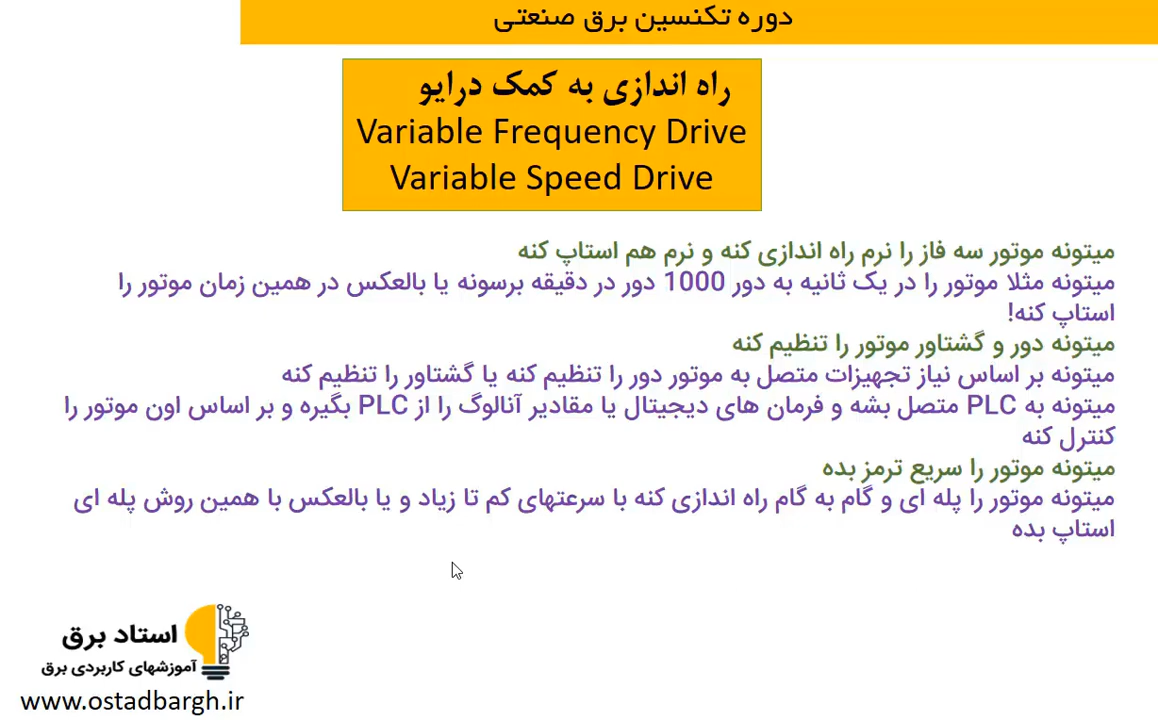 دوره تکنسین برق صنعتی
راه اندازی به کمک درایو
Variable Frequency Drive
Variable Speed Drive
میتونه موتور سه فاز را نرم راه اندازی کنه و نرم هم استاپ کنه
میتونه مثلا موتور را در یک ثانیه به دور 1000 دور در دقیقه برسونه یا بالعکس در همین زمان موتور را
استاپ کنه!
میتونه دور و گشتاور موتور را تنظیم کنه
میتونه بر اساس نیاز تجهیزات متصل به موتور دور را تنظیم کنه یا گشتاور را تنظیم کنه
میتونه به PLC متصل بشه و فرمان های دیجیتال یا مقادیر آنالوگ را از PLC بگیره و بر اساس اون موتور را
کنترل کنه
میتونه موتور را سریع ترمز بده
میتونه موتور را پله ای و گام به گام راه اندازی کنه با سرعتهای کم تا زیاد و یا بالعکس با همین روش پله ای
استاپ بده
استاد برق
آموزشهای کاربردی برق
www.ostadbargh.ir